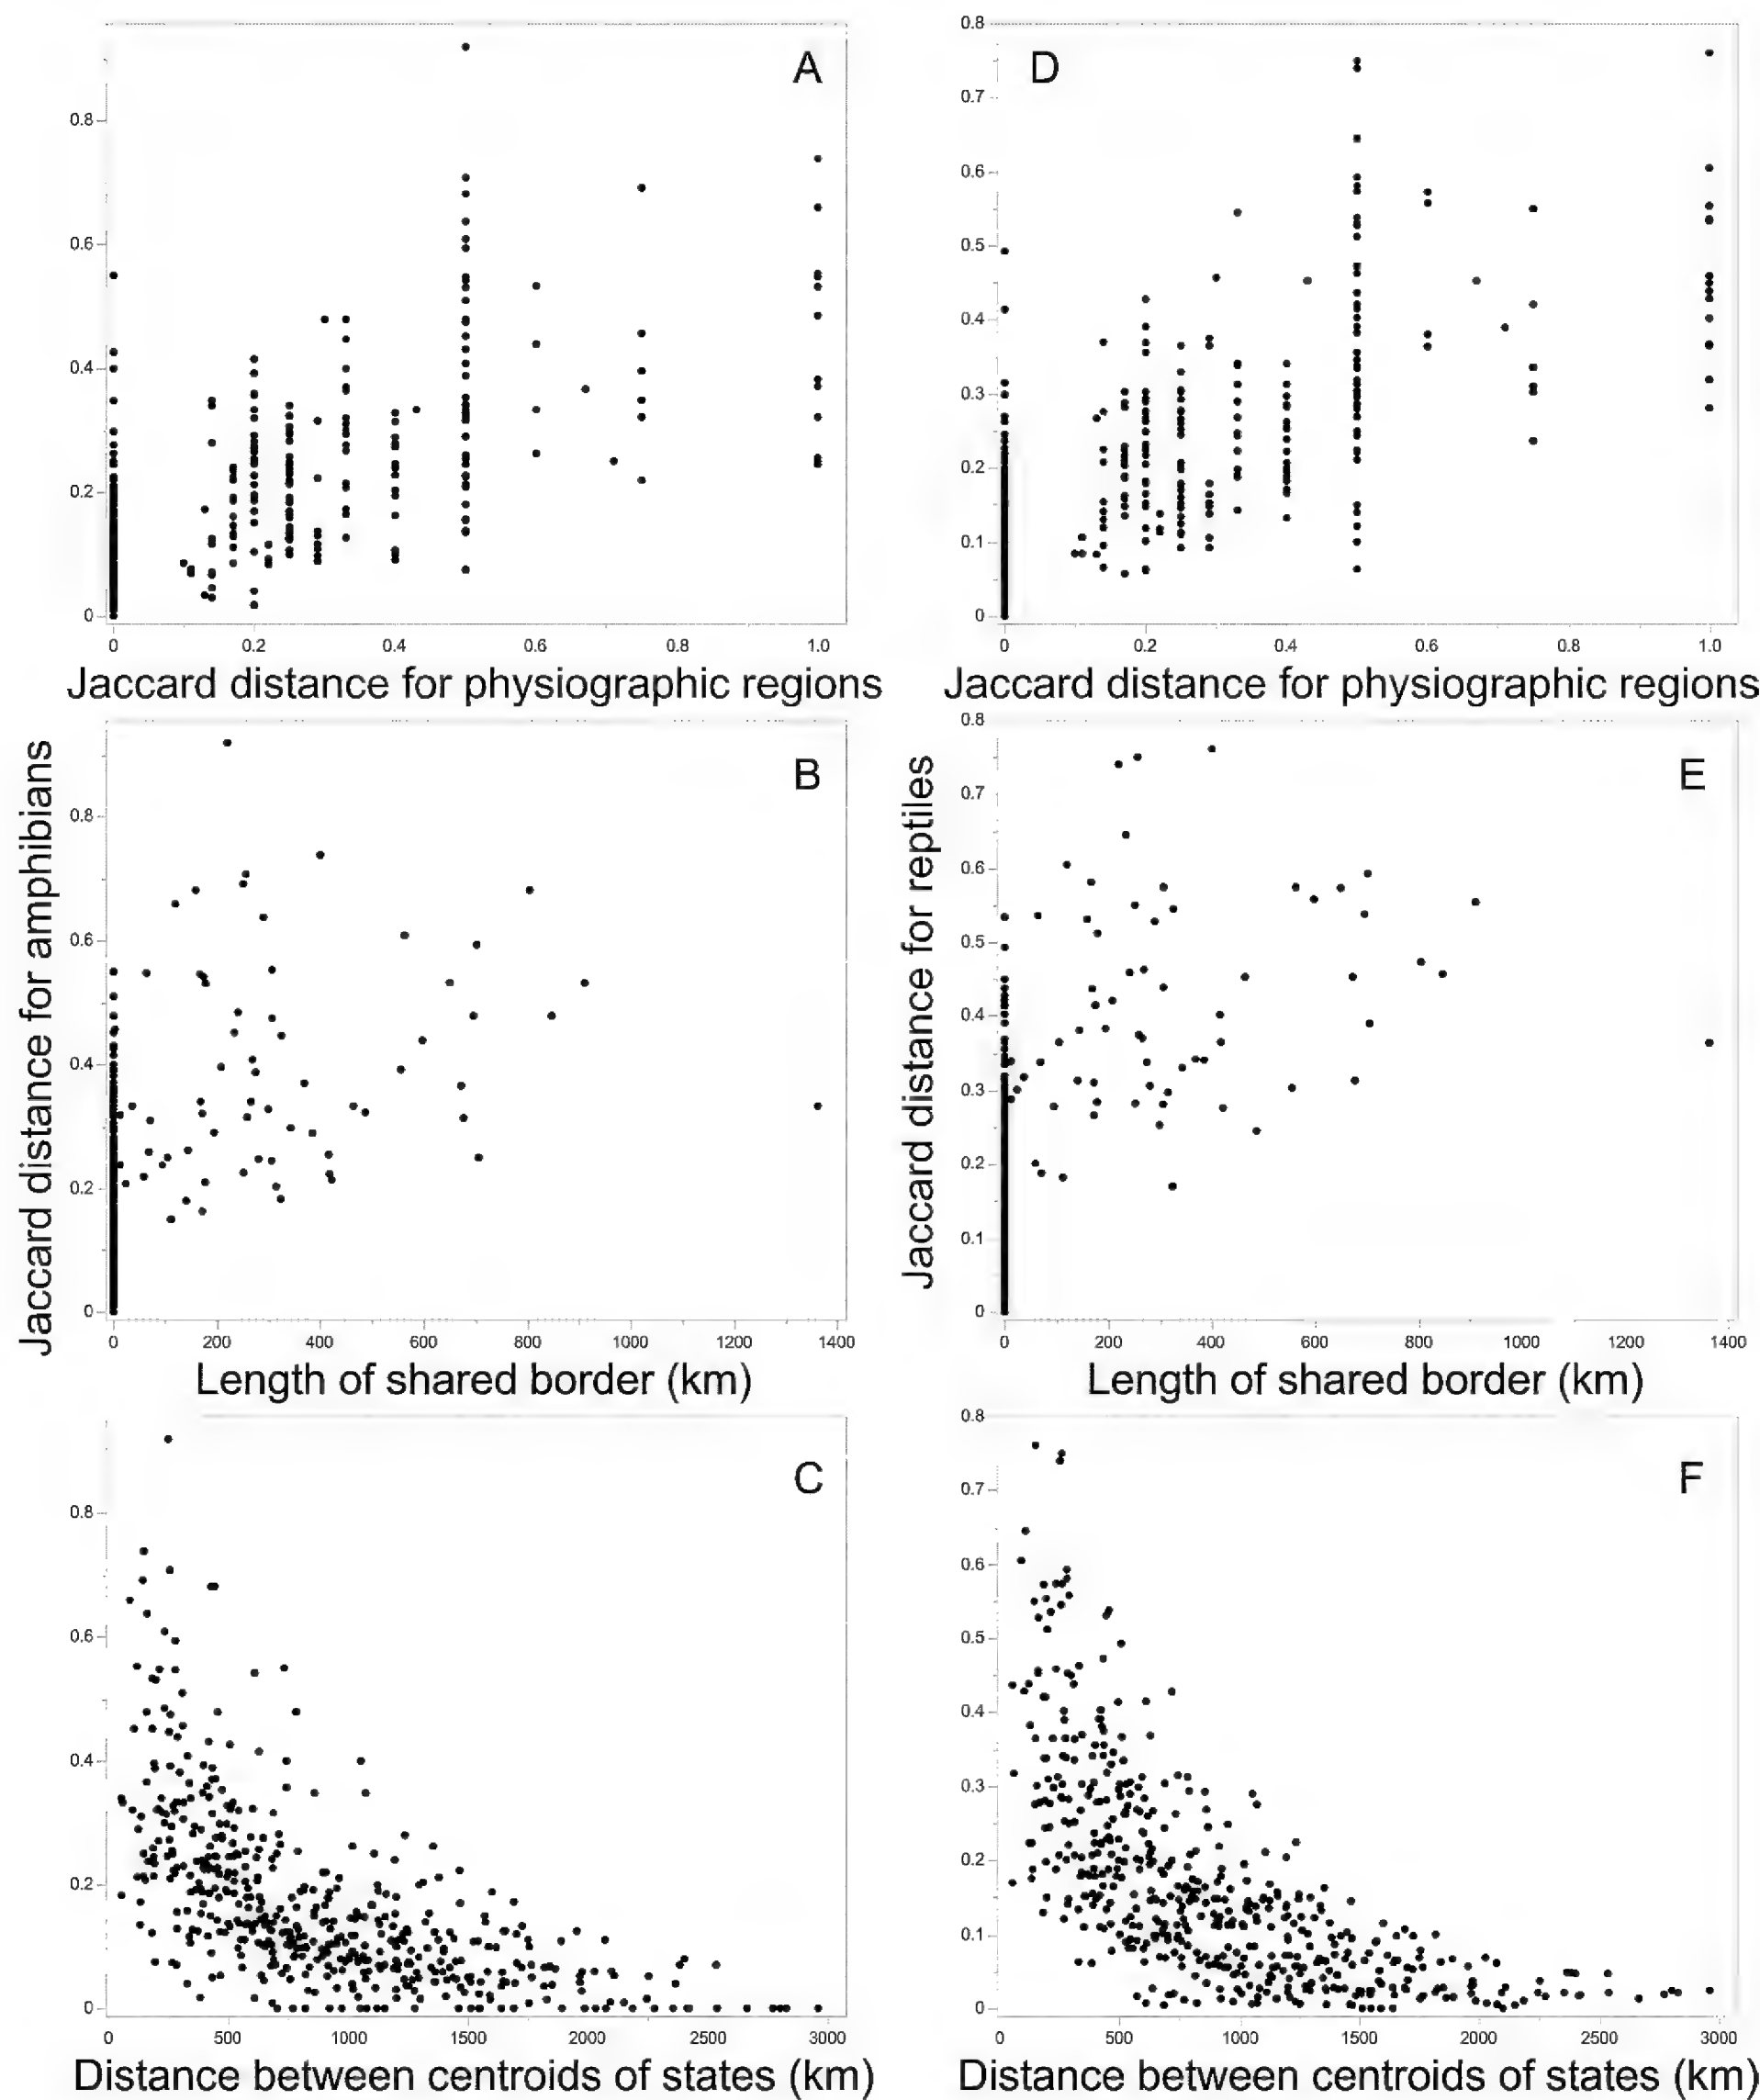 A
0.8
0.6
0.4
0.2
0
0 0.2 0.4 0.6 0.8 1.0
Jaccard distance for physiographic regions
D
0.8
0.7
0.6
0.5
0.4
0.3
0.2
0.1
0
0 0.2 0.4 0.6 0.8 1.0
Jaccard distance for physiographic regions
Jaccard distance for amphibians
B
0.8
0.6
0.4
0.2
0
0 200 400 600 800 1000 1200 1400
Length of shared border (km)
Jaccard distance for reptiles
E
0.8
0.7
0.6
0.5
0.4
0.3
0.2
0.1
0
0 200 400 600 800 1000 1200 1400
Length of shared border (km)
C
0.8
0.6
0.4
0.2
0
0 500 1000 1500 2000 2500 3000
Distance between centroids of states (km)
F
0.8
0.7
0.6
0.5
0.4
0.3
0.2
0.1
0
0 500 1000 1500 2000 2500 3000
Distance between centroids of states (km)